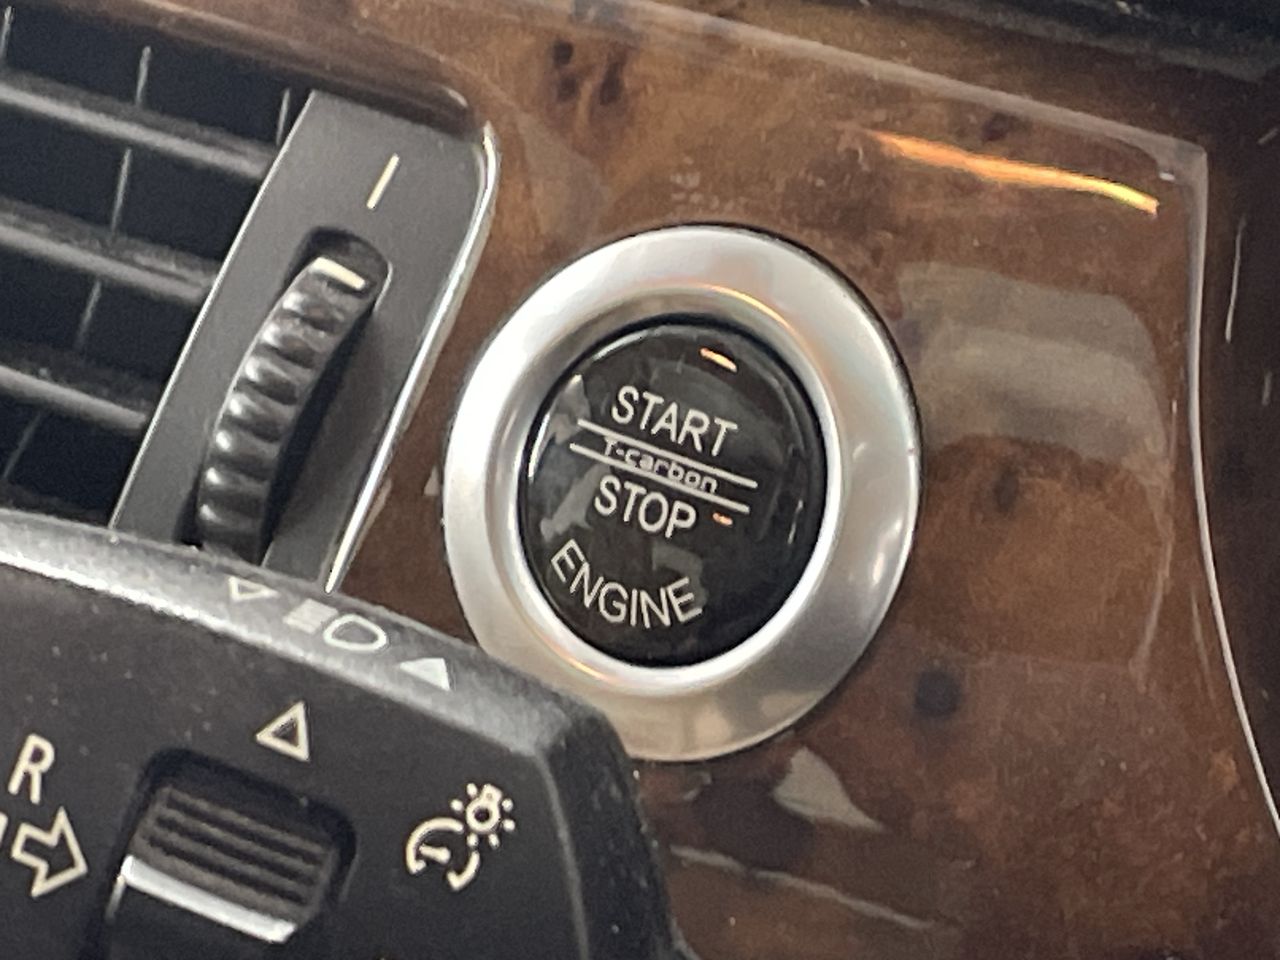 START
T-carbon
STOP
ENGINE
R